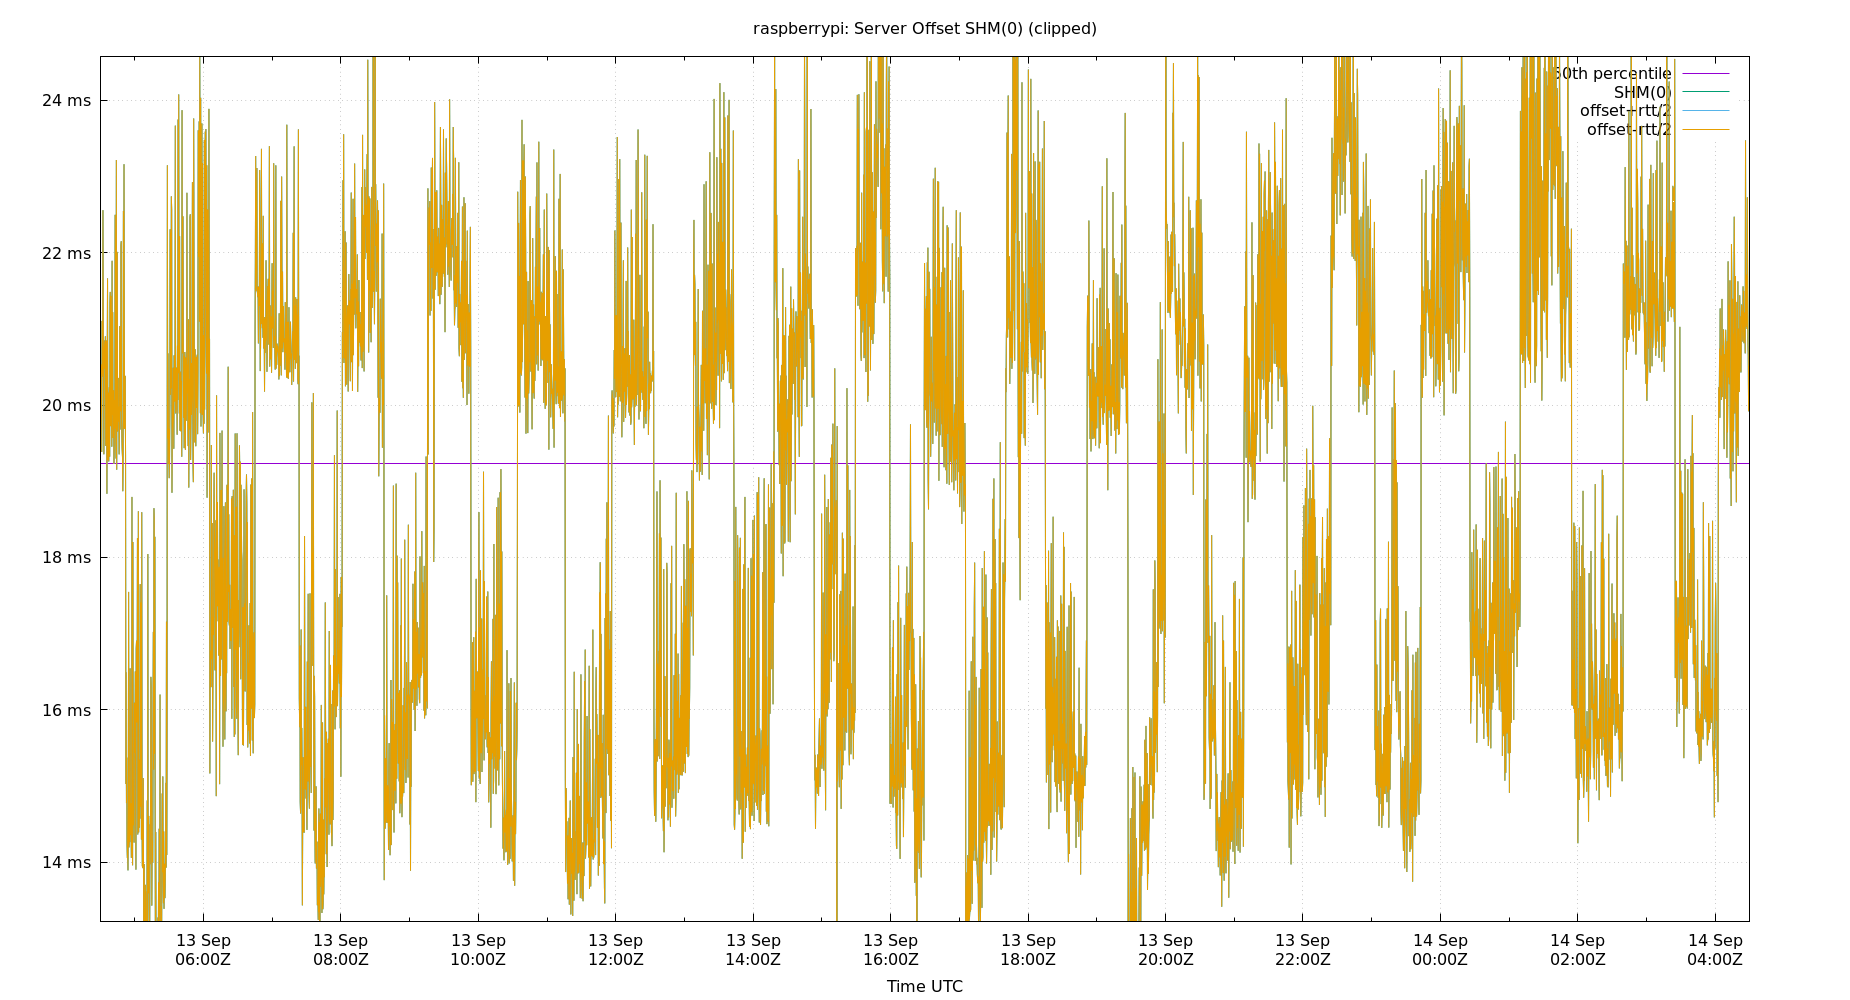 raspberrypi: Server Offset SHM(0) (clipped)
24 ms
22 ms
20 ms
18 ms
16 ms
14 ms
50th percentile
SHM(0)
offset+rtt/2
offset-rtt/2
13 Sep 13 Sep 13 Sep 13 Sep 13 Sep 13 Sep 13 Sep 13 Sep 13 Sep 14 Sep 14 Sep 14 Sep
06:00Z 08:00Z 10:00Z 12:00Z 14:00Z 16:00Z 18:00Z 20:00Z 22:00Z 00:00Z 02:00Z 04:00Z
Time UTC